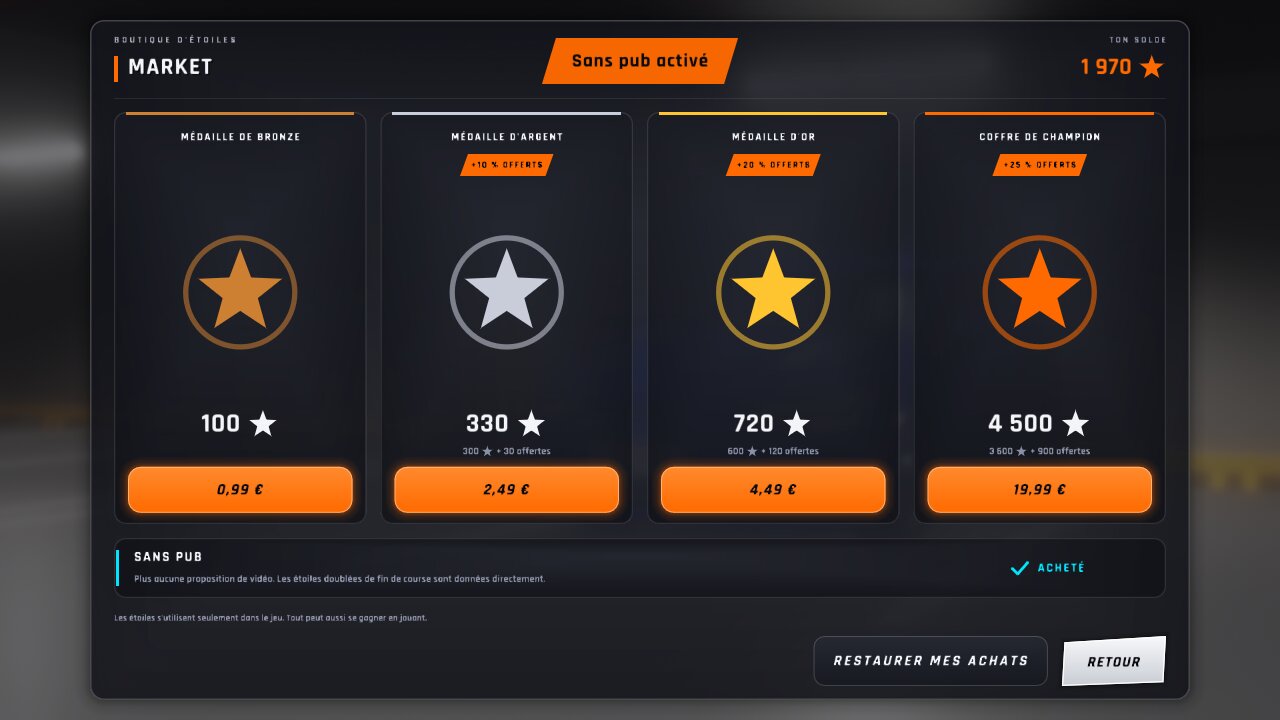 BOUTIQUE D'ÉTOILES
MARKET
Sans pub activé
TON SOLDE
1 970
MÉDAILLE DE BRONZE
100
0,99 €
MÉDAILLE D'ARGENT
+10 % OFFERTS
330
300 ★ + 30 offertes
2,49 €
MÉDAILLE D'OR
+20 % OFFERTS
720
600 ★ + 120 offertes
4,49 €
COFFRE DE CHAMPION
+25 % OFFERTS
4 500
3 600 ★ + 900 offertes
19,99 €
SANS PUB
Plus aucune proposition de vidéo. Les étoiles doublées de fin de course sont données directement.
ACHETÉ
Les étoiles s'utilisent seulement dans le jeu. Tout peut aussi se gagner en jouant.
RESTAURER MES ACHATS
RETOUR